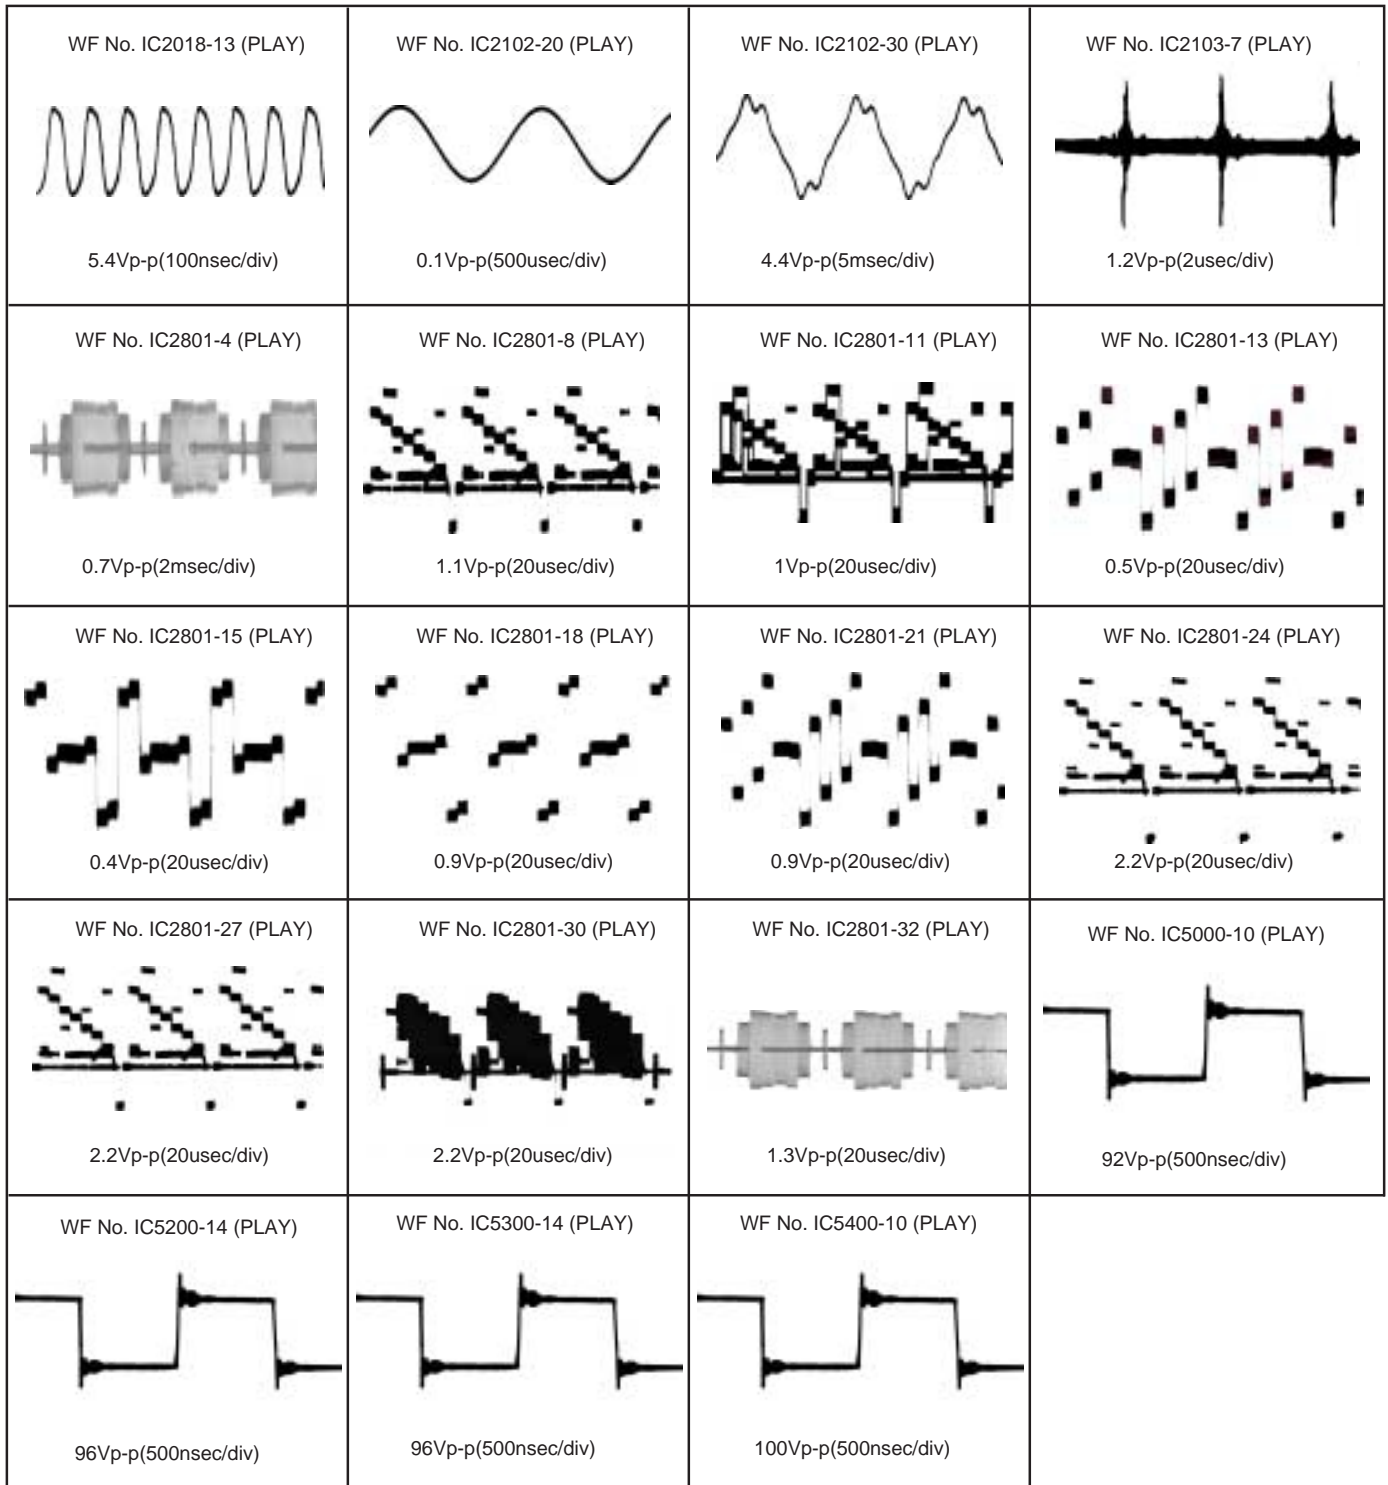 WF No. IC2018-13 (PLAY)
5.4Vp-p(100nsec/div)
WF No. IC2102-20 (PLAY)
0.1Vp-p(500usec/div)
WF No. IC2102-30 (PLAY)
4.4Vp-p(5msec/div)
WF No. IC2103-7 (PLAY)
1.2Vp-p(2usec/div)
WF No. IC2801-4 (PLAY)
0.7Vp-p(2msec/div)
WF No. IC2801-8 (PLAY)
1.1Vp-p(20usec/div)
WF No. IC2801-11 (PLAY)
1Vp-p(20usec/div)
WF No. IC2801-13 (PLAY)
0.5Vp-p(20usec/div)
WF No. IC2801-15 (PLAY)
0.4Vp-p(20usec/div)
WF No. IC2801-18 (PLAY)
0.9Vp-p(20usec/div)
WF No. IC2801-21 (PLAY)
0.9Vp-p(20usec/div)
WF No. IC2801-24 (PLAY)
2.2Vp-p(20usec/div)
WF No. IC2801-27 (PLAY)
2.2Vp-p(20usec/div)
WF No. IC2801-30 (PLAY)
2.2Vp-p(20usec/div)
WF No. IC2801-32 (PLAY)
1.3Vp-p(20usec/div)
WF No. IC5000-10 (PLAY)
92Vp-p(500nsec/div)
WF No. IC5200-14 (PLAY)
96Vp-p(500nsec/div)
WF No. IC5300-14 (PLAY)
96Vp-p(500nsec/div)
WF No. IC5400-10 (PLAY)
100Vp-p(500nsec/div)